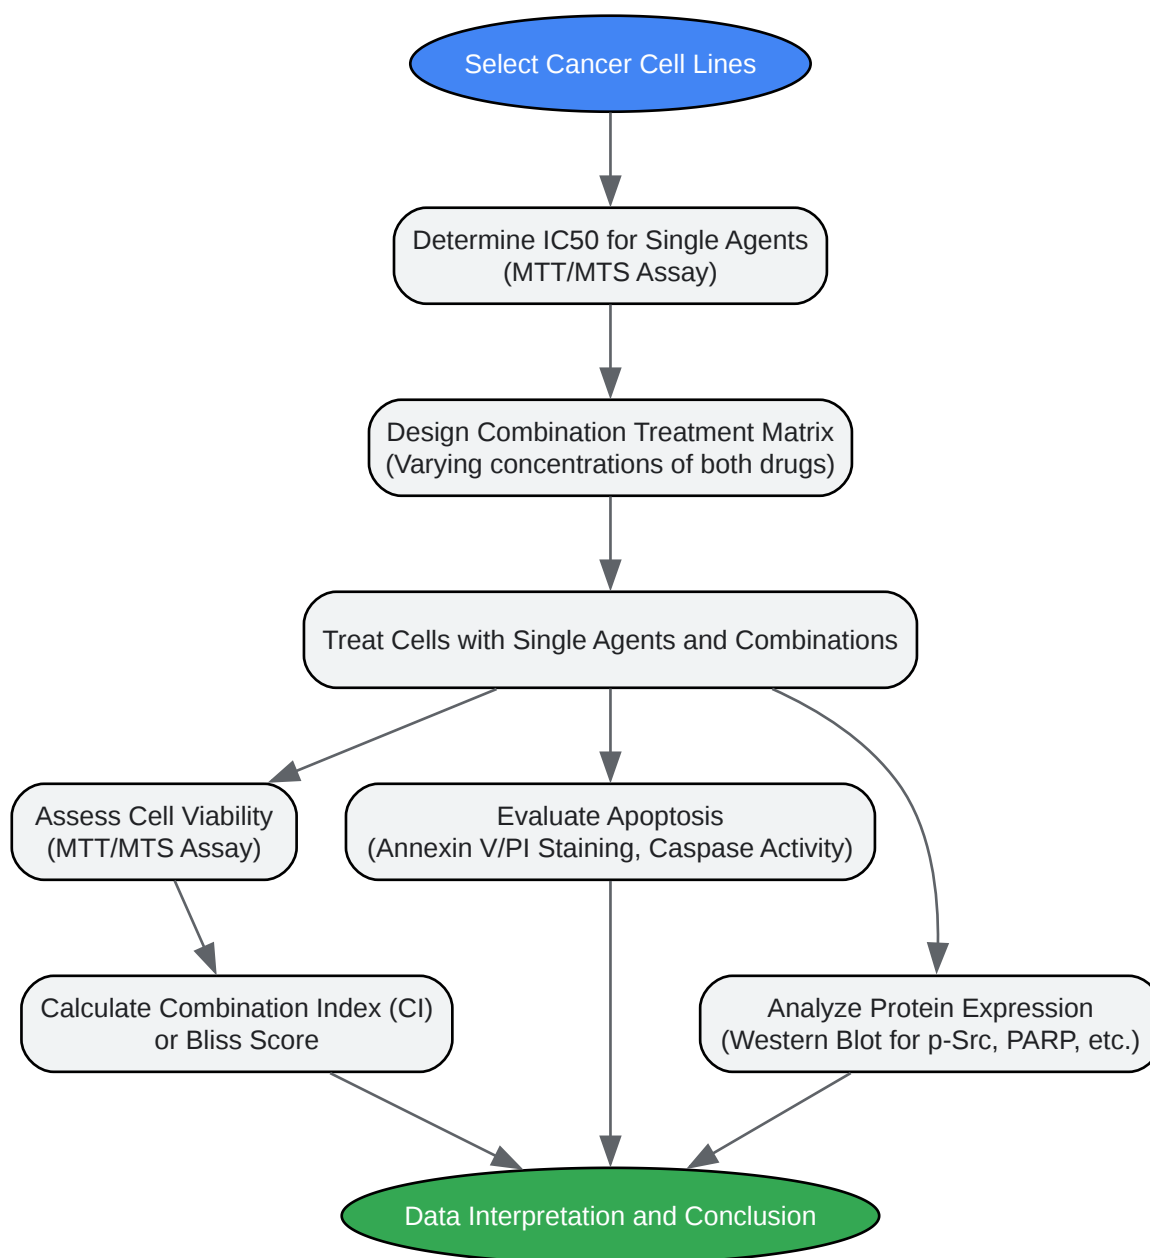 Select Cancer Cell Lines
Determine IC50 for Single Agents
(MTT/MTS Assay)
Design Combination Treatment Matrix
(Varying concentrations of both drugs)
Treat Cells with Single Agents and Combinations
Assess Cell Viability
(MTT/MTS Assay)
Evaluate Apoptosis
(Annexin V/PI Staining, Caspase Activity)
Calculate Combination Index (CI)
or Bliss Score
Analyze Protein Expression
(Western Blot for p-Src, PARP, etc.)
Data Interpretation and Conclusion